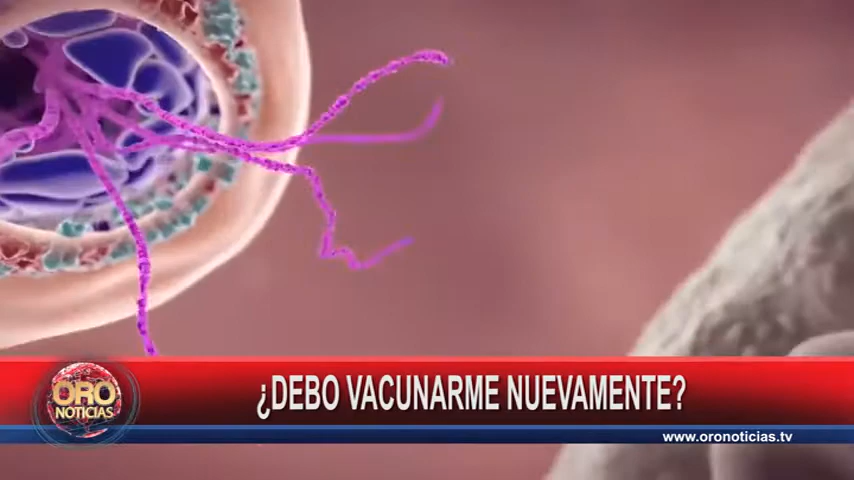 ¿DEBO VACUNARME NUEVAMENTE?
ORO
NOTICIAS
www.oronoticias.tv